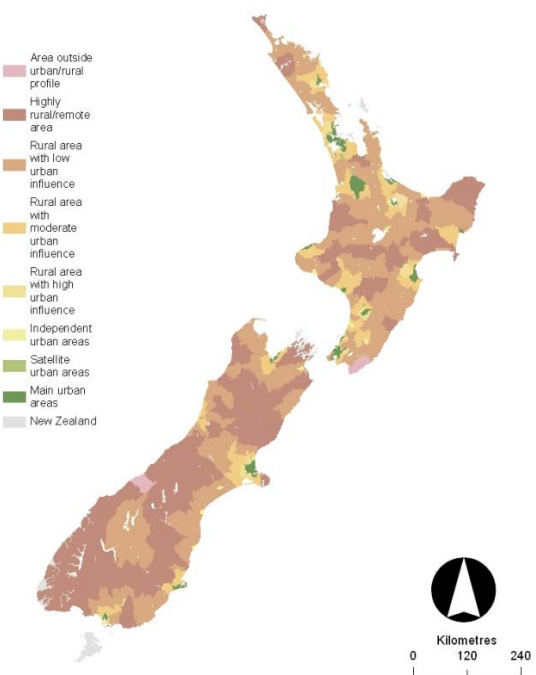 Area outside
urban/rural
profile
Highly
rural/remote
area
Rural area
with low
urban
influence
Rural area
with
moderate
urban
influence
Rural area
with high
urban
influence
Independent
urban areas
Satellite
urban areas
Main urban
areas
New Zealand
Kilometres
0 120 240